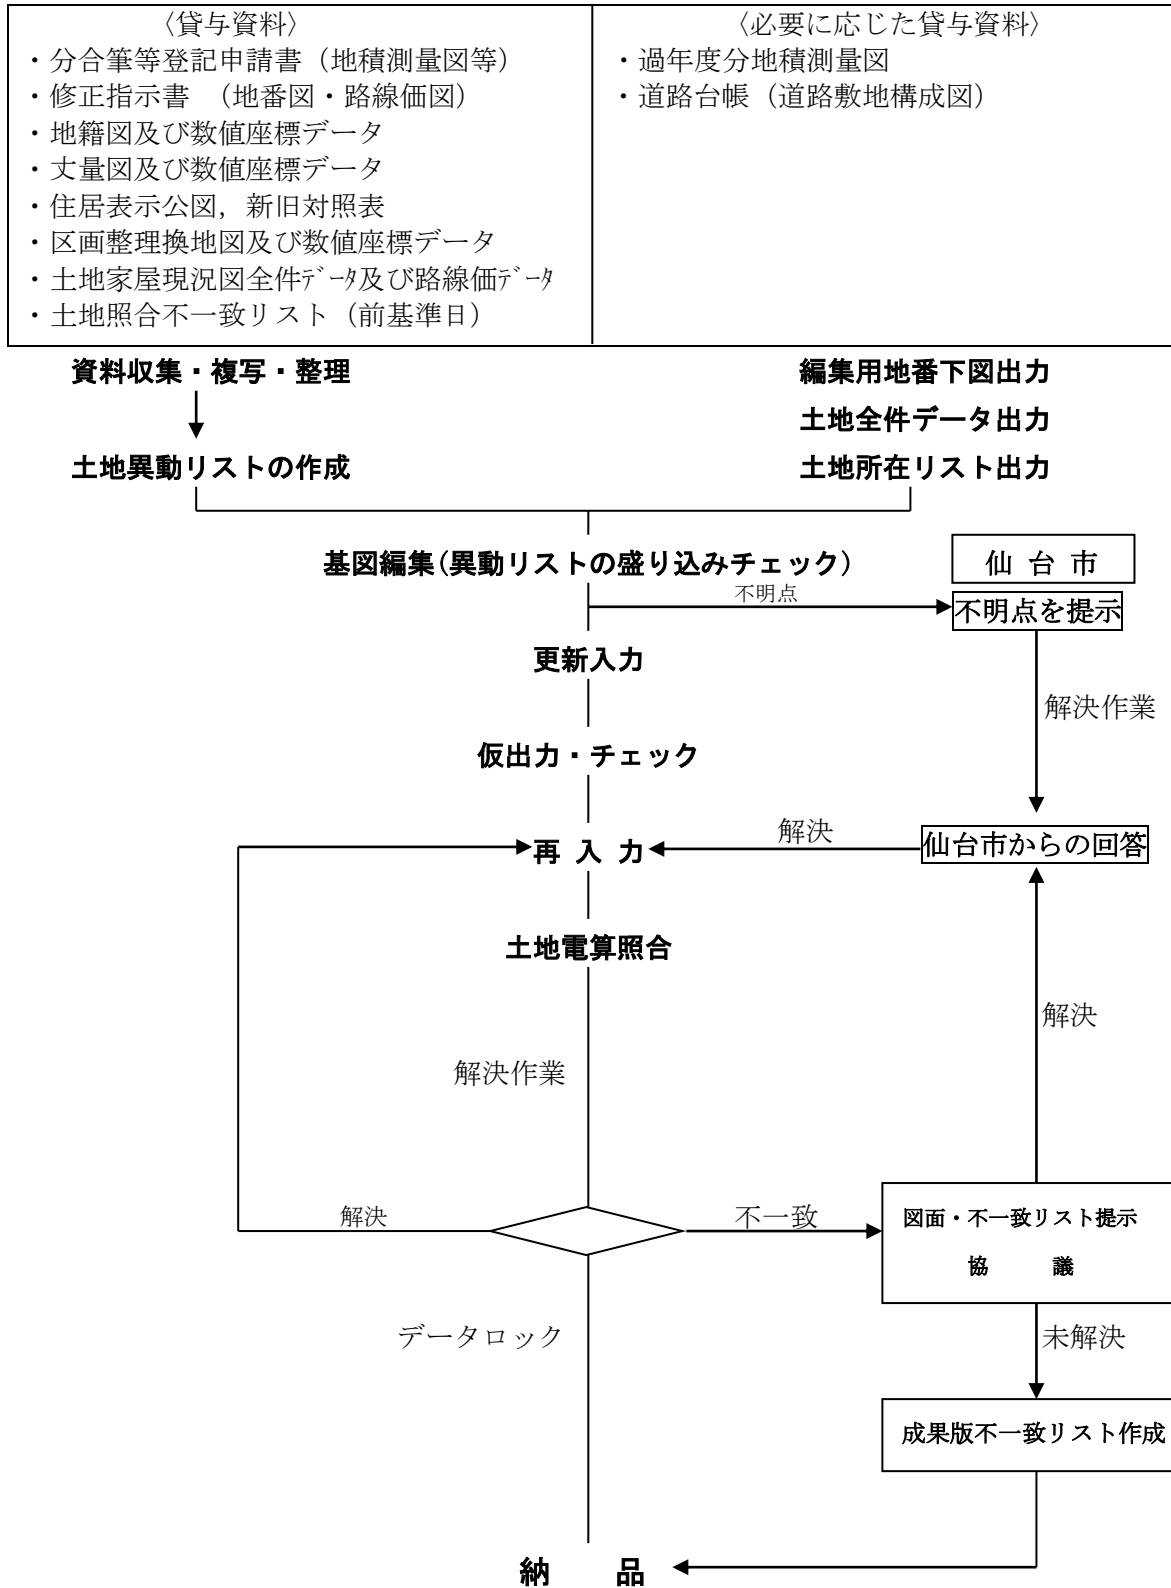 〈貸与資料〉
・分合筆等登記申請書（地積測量図等）
・修正指示書　（地番図・路線価図）
・地籍図及び数値座標データ
・丈量図及び数値座標データ
・住居表示公図，新旧対照表
・区画整理換地図及び数値座標データ
・土地家屋現況図全件ﾃﾞｰﾀ及び路線価ﾃﾞｰﾀ
・土地照合不一致リスト（前基準日）
〈必要に応じた貸与資料〉
・過年度分地積測量図
・道路台帳（道路敷地構成図）
資料収集・複写・整理
土地異動リストの作成
編集用地番下図出力
土地全件データ出力
土地所在リスト出力
基図編集(異動リストの盛り込みチェック)
仙 台 市
不明点
不明点を提示
更新入力
解決作業
仮出力・チェック
再 入 力
解決
仙台市からの回答
土地電算照合
解決
解決作業
解決
不一致
図面・不一致リスト提示
協　　議
データロック
未解決
成果版不一致リスト作成
納　　品